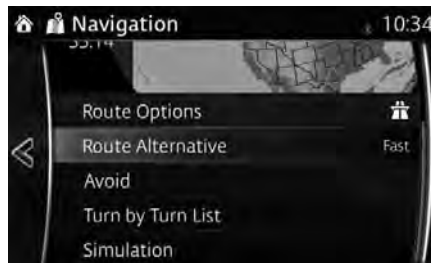 Navigation
10:34
Route Options
Route Alternative
Fast
Avoid
Turn by Turn List
Simulation